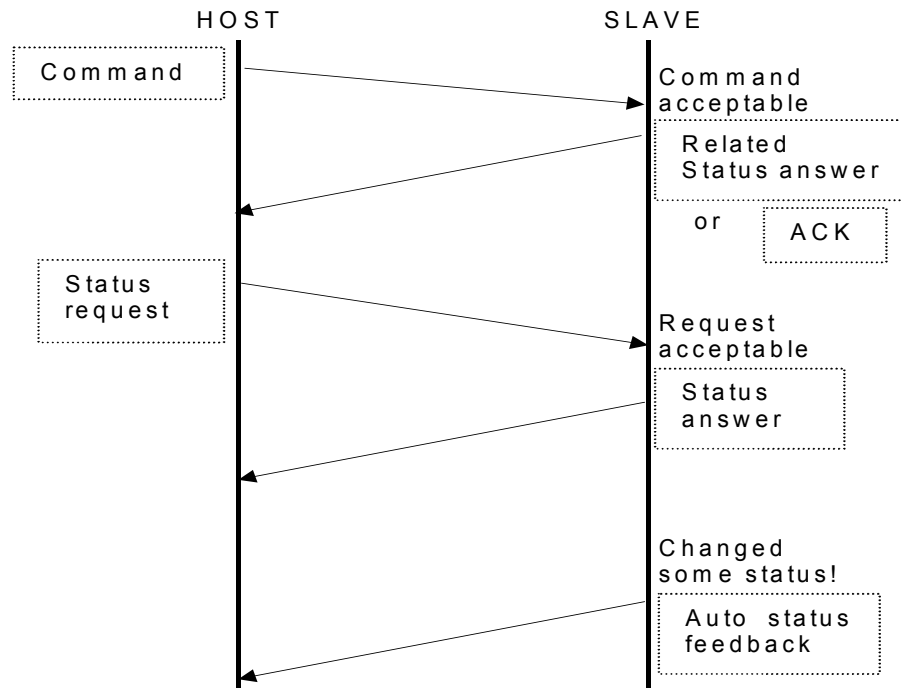 HOST
SLAVE
Command
Command
acceptable
Related
Status answer
or
ACK
Status
request
Request
acceptable
Status
answer
Changed
some status!
Auto status
feedback